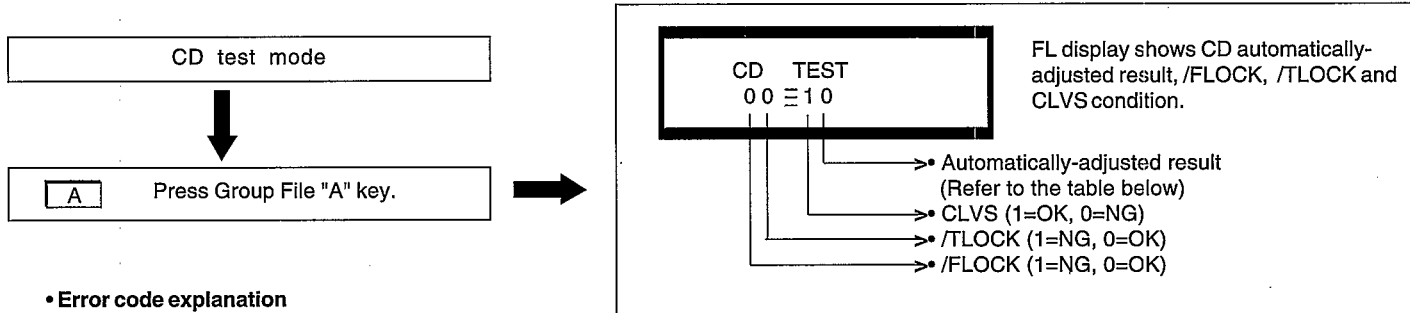 CD test mode
A Press Group File "A" key.
• Error code explanation
CD TEST
0 0 ≡ 1 0
FL display shows CD automatically-
adjusted result, /FLOCK, /TLOCK and
CLVS condition.
• Automatically-adjusted result
(Refer to the table below)
• CLVS (1=OK, 0=NG)
• /TLOCK (1=NG, 0=OK)
• /FLOCK (1=NG, 0=OK)